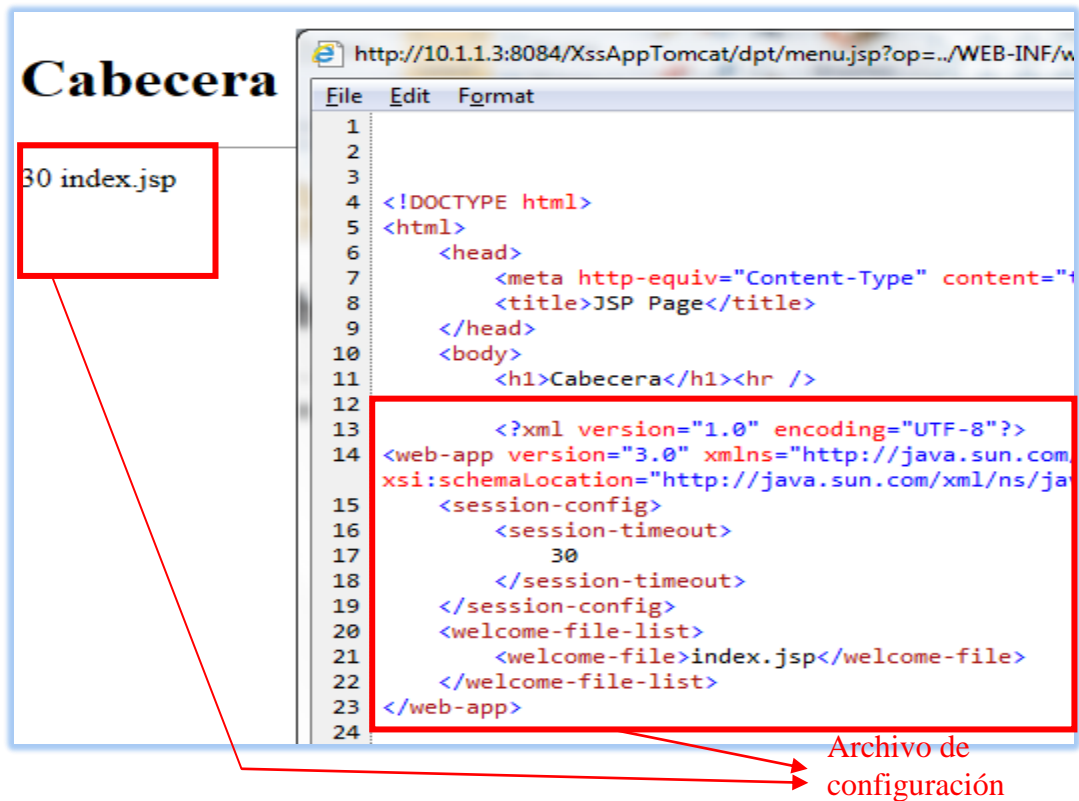 Cabecera
30 index.jsp
http://10.1.1.3:8084/XssAppTomcat/dpt/menu.jsp?op=../WEB-INF/w
File Edit Format
1
2
3
4 <!DOCTYPE html>
5 <html>
6 <head>
7 <meta http-equiv="Content-Type" content="t
8 <title>JSP Page</title>
9 </head>
10 <body>
11 <h1>Cabecera</h1><hr />
12
13 <?xml version="1.0" encoding="UTF-8"?>
14 <web-app version="3.0" xmlns="http://java.sun.com/
xsi:schemaLocation="http://java.sun.com/xml/ns/jav
15 <session-config>
16 <session-timeout>
17 30
18 </session-timeout>
19 </session-config>
20 <welcome-file-list>
21 <welcome-file>index.jsp</welcome-file>
22 </welcome-file-list>
23 </web-app>
24
Archivo de
configuración